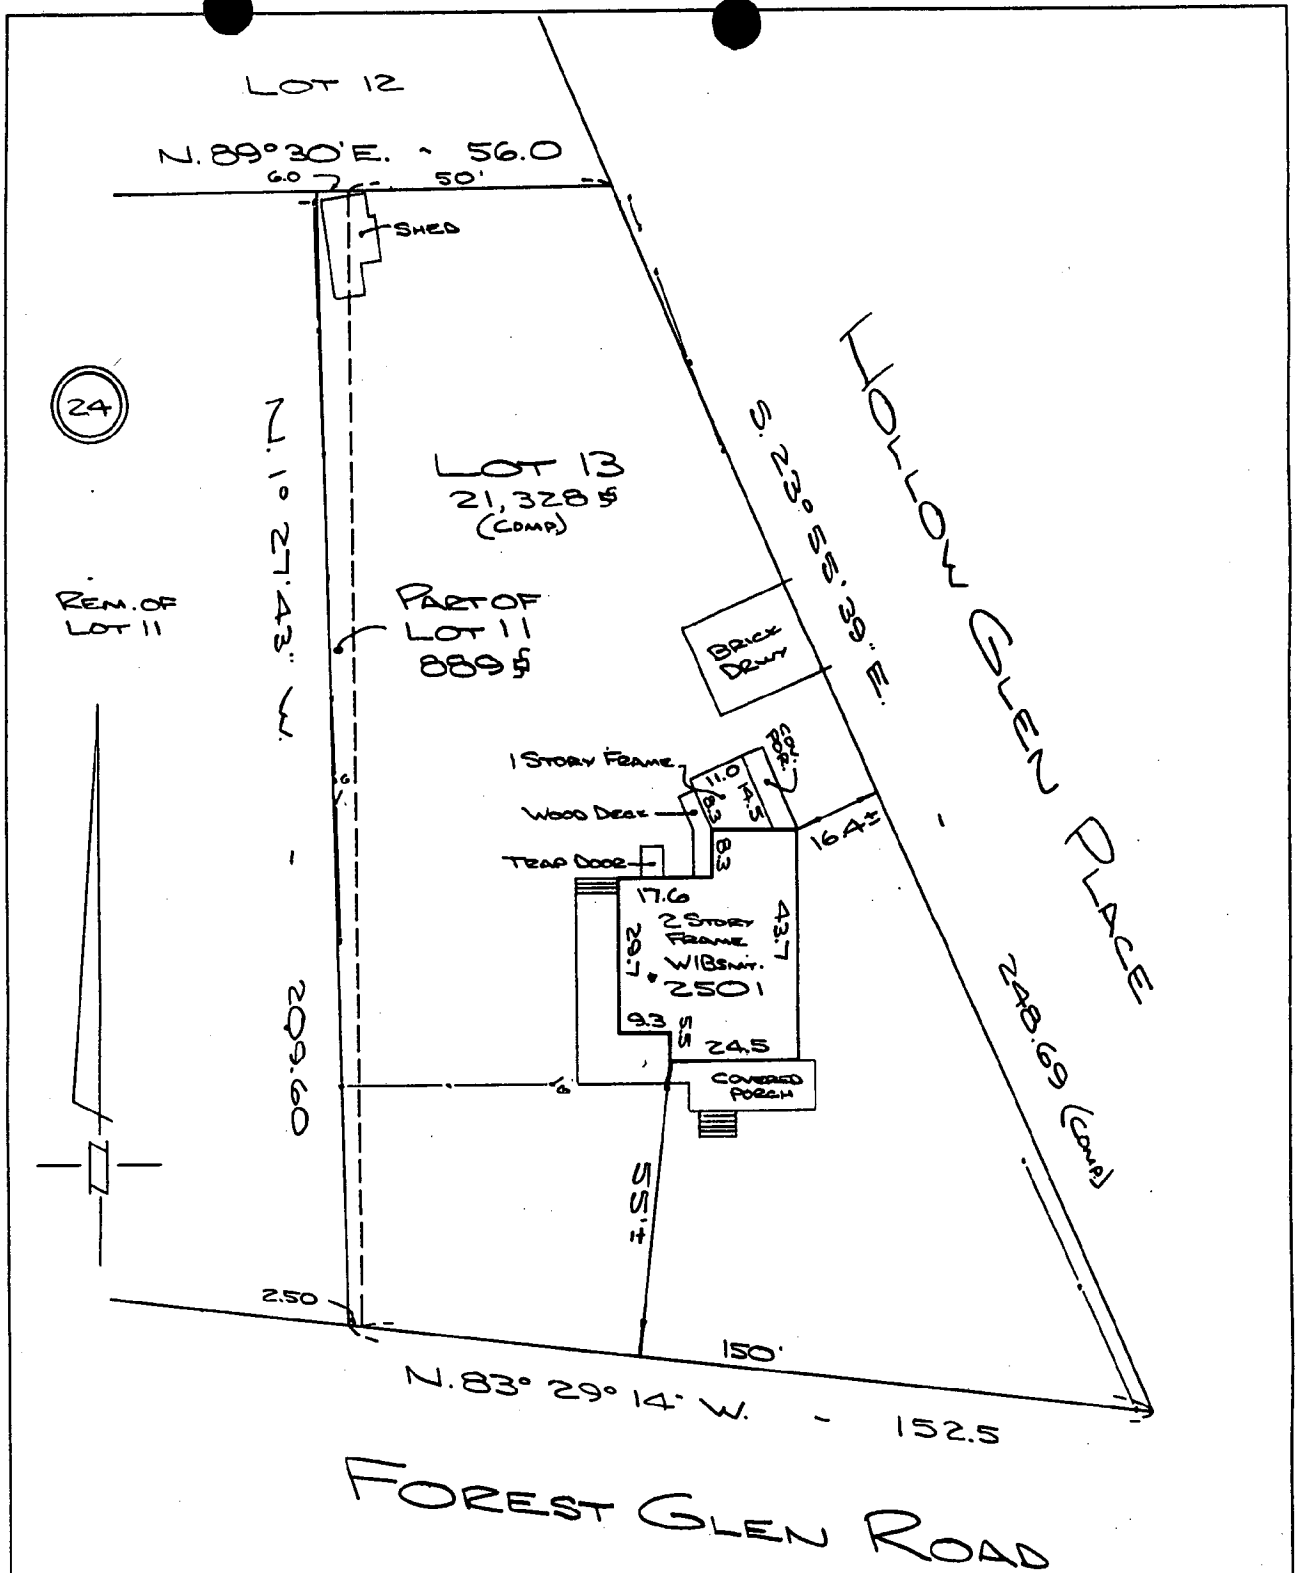 LOT 12
N. 89° 30' E. - 56.0
6.0
50'
SHED
24
LOT 13
21,328
(COMP.)
N. 1° 27' 43" W. - 209.60
S. 23° 55' 39" E. - 248.69 (COMP.)
HOLLOW GLEN PLACE
REM. OF
LOT 11
PART OF
LOT 11
889
BRICK
DRWY
COV.
POR.
1 STORY FRAME
11.0
14.5
8.3
WOOD DECK
16.4±
TRAP DOOR
8.3
17.6
2 STORY
FRAME
W/BSMT.
2501
29.7
43.7
9.3
5.5
24.5
COVERED
PORCH
55'±
2.50
150'
N. 83° 29° 14" W. - 152.5
FOREST GLEN ROAD